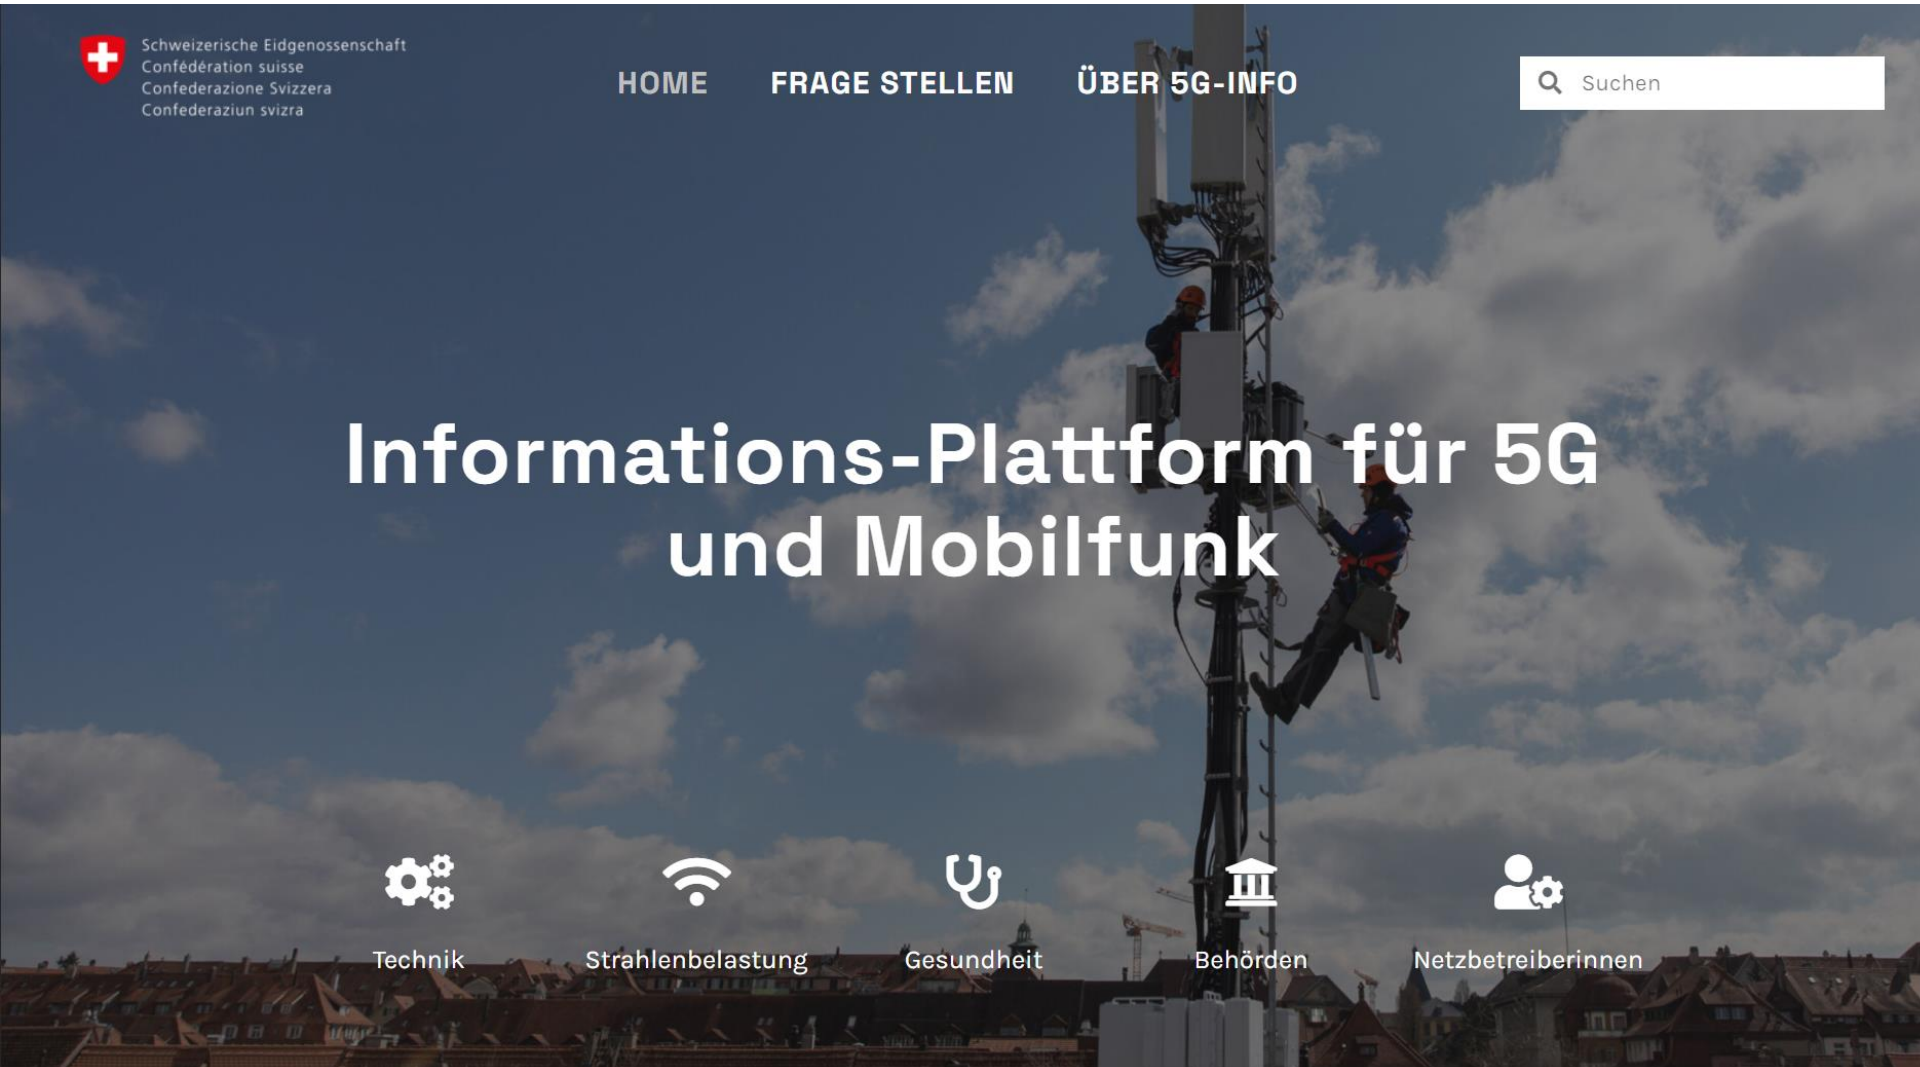 Schweizerische Eidgenossenschaft
Confédération suisse
Confederazione Svizzera
Confederaziun svizra
HOME
FRAGE STELLEN
ÜBER 5G-INFO
Suchen
Informations-Plattform für 5G
und Mobilfunk
Technik
Strahlenbelastung
Gesundheit
Behörden
Netzbetreiberinnen